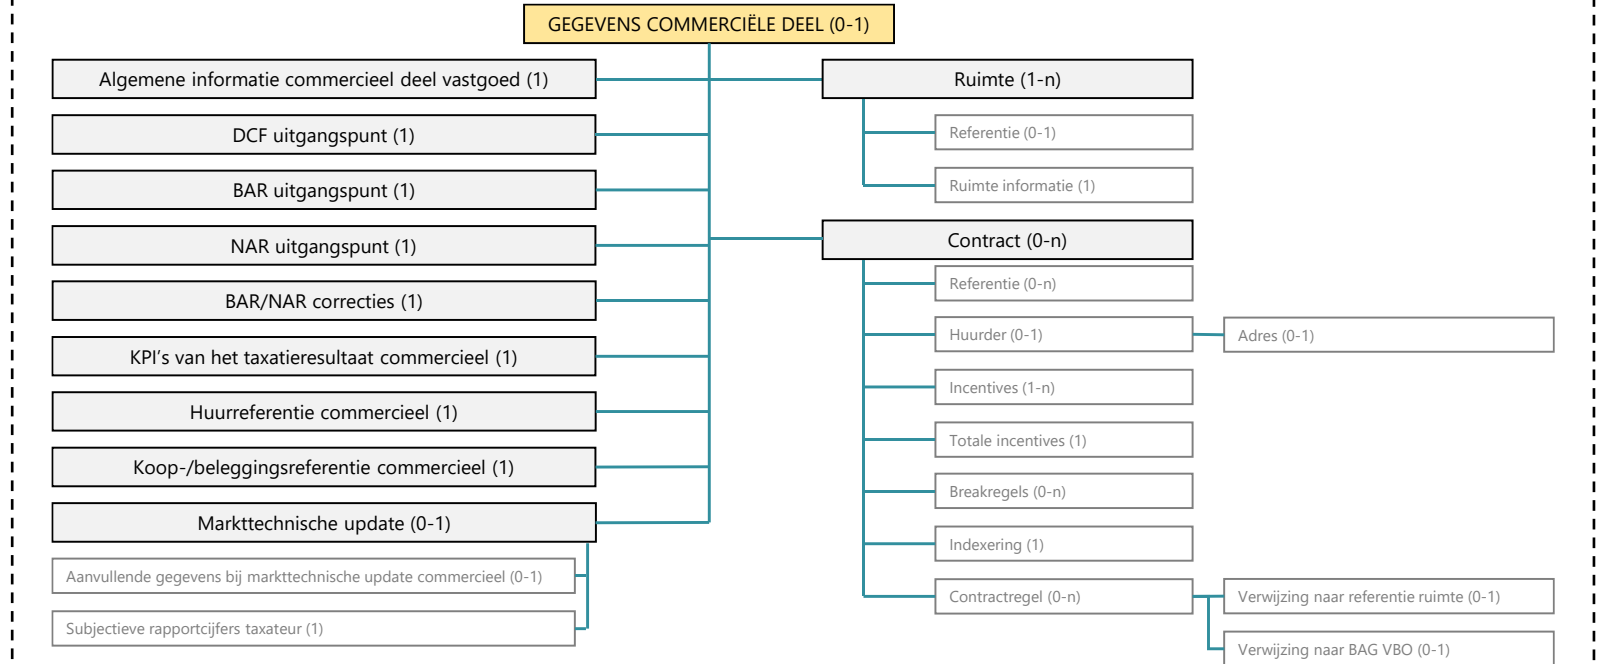 GEGEVENS COMMERCIËLE DEEL (0-1)
Algemene informatie commercieel deel vastgoed (1)
DCF uitgangspunt (1)
BAR uitgangspunt (1)
NAR uitgangspunt (1)
BAR/NAR correcties (1)
KPI's van het taxatieresultaat commercieel (1)
Huurreferentie commercieel (1)
Koop-/beleggingsreferentie commercieel (1)
Markttechnische update (0-1)
Aanvullende gegevens bij markttechnische update commercieel (0-1)
Subjectieve rapportcijfers taxateur (1)
Ruimte (1-n)
Referentie (0-1)
Ruimte informatie (1)
Contract (0-n)
Referentie (0-n)
Huurder (0-1)
Adres (0-1)
Incentives (1-n)
Totale incentives (1)
Breakregels (0-n)
Indexering (1)
Contractregel (0-n)
Verwijzing naar referentie ruimte (0-1)
Verwijzing naar BAG VBO (0-1)